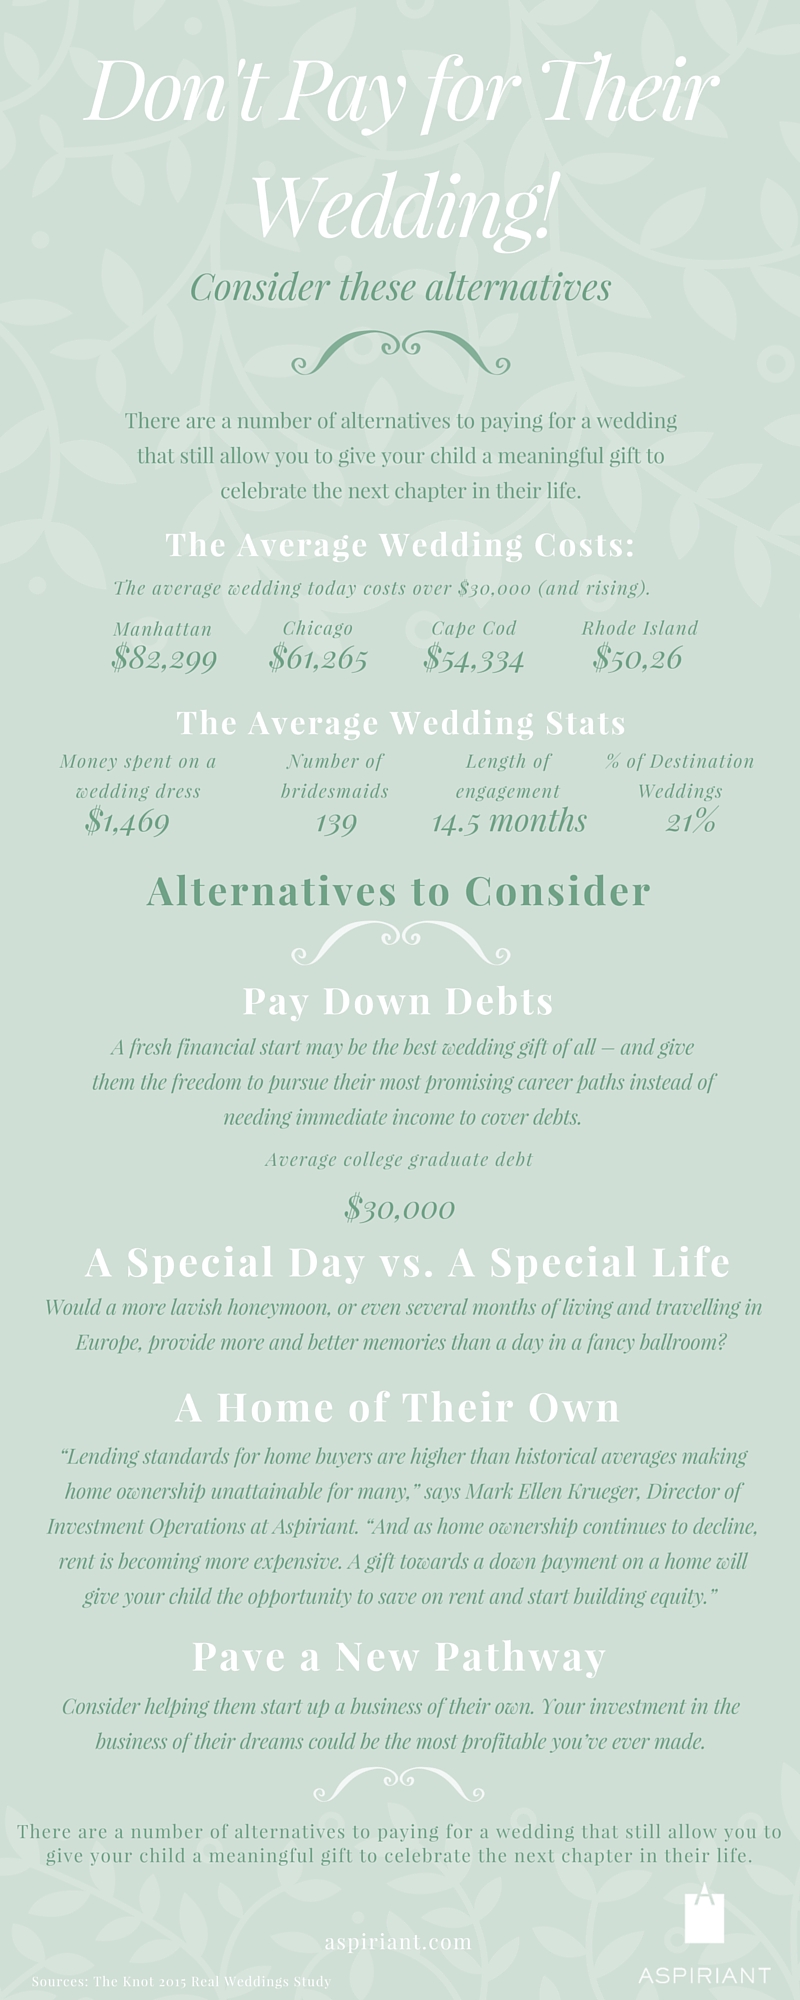 Don't Pay for Their
Wedding!
Consider these alternatives
There are a number of alternatives to paying for a wedding
that still allow you to give your child a meaningful gift to
celebrate the next chapter in their life.
The Average Wedding Costs:
The average wedding today costs over $30,000 (and rising).
Manhattan Chicago Cape Cod Rhode Island
$82,299 $61,265 $54,334 $50,26
The Average Wedding Stats
Money spent on a Number of Length of % of Destination
wedding dress bridesmaids engagement Weddings
$1,469 139 14.5 months 21%
Alternatives to Consider
Pay Down Debts
A fresh financial start may be the best wedding gift of all – and give
them the freedom to pursue their most promising career paths instead of
needing immediate income to cover debts.
Average college graduate debt
$30,000
A Special Day vs. A Special Life
Would a more lavish honeymoon, or even several months of living and travelling in
Europe, provide more and better memories than a day in a fancy ballroom?
A Home of Their Own
“Lending standards for home buyers are higher than historical averages making
home ownership unattainable for many,” says Mark Ellen Krueger, Director of
Investment Operations at Aspiriant. “And as home ownership continues to decline,
rent is becoming more expensive. A gift towards a down payment on a home will
give your child the opportunity to save on rent and start building equity.”
Pave a New Pathway
Consider helping them start up a business of their own. Your investment in the
business of their dreams could be the most profitable you’ve ever made.
There are a number of alternatives to paying for a wedding that still allow you to
give your child a meaningful gift to celebrate the next chapter in their life.
aspiriant.com
A
ASPIRIANT
Sources: The Knot 2015 Real Weddings Study